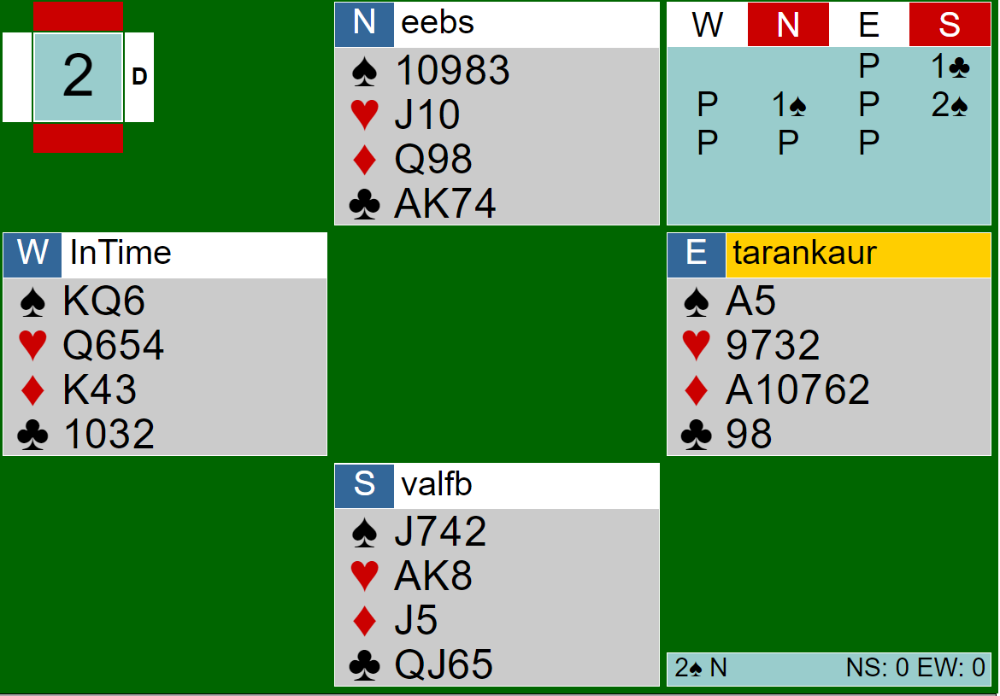 2 D
N eebs
♠ 10983
♥ J10
♦ Q98
♣ AK74
W N E S
P 1♣
P 1♠ P 2♠
P P P
W InTime
♠ KQ6
♥ Q654
♦ K43
♣ 1032
E tarankaur
♠ A5
♥ 9732
♦ A10762
♣ 98
S valfb
♠ J742
♥ AK8
♦ J5
♣ QJ65
2♠ N NS: 0 EW: 0